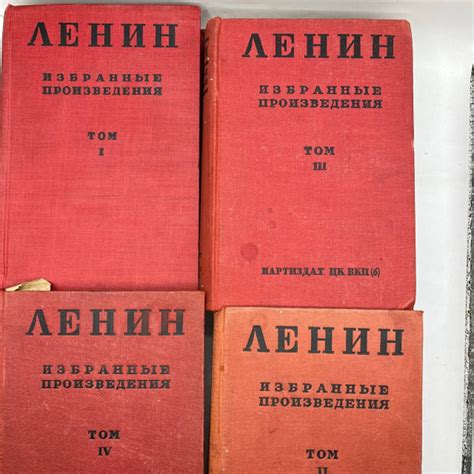 ЛЕНИН
ИЗБРАННЫЕ
ПРОИЗВЕДЕНИЯ
ТОМ
I
ЛЕНИН
ИЗБРАННЫЕ
ПРОИЗВЕДЕНИЯ
ТОМ
III
ПАРТИЗДАТ ЦК ВКП(б)
ЛЕНИН
ИЗБРАННЫЕ
ПРОИЗВЕДЕНИЯ
ТОМ
IV
ЛЕНИН
ИЗБРАННЫЕ
ПРОИЗВЕДЕНИЯ
ТОМ
II